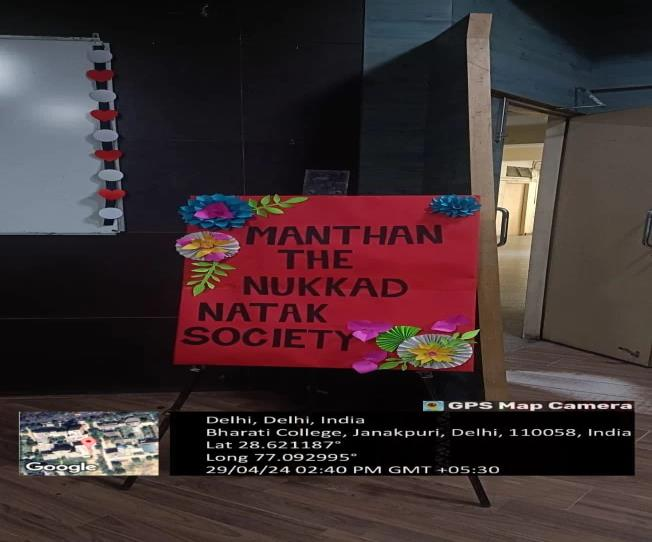 MANTHAN
THE
NUKKAD
NATAK
SOCIETY
GPS Map Camera
Delhi, Delhi, India
Bharati College, Janakpuri, Delhi, 110058, India
Lat 28.621187°
Long 77.092995°
29/04/24 02:40 PM GMT +05:30
Google